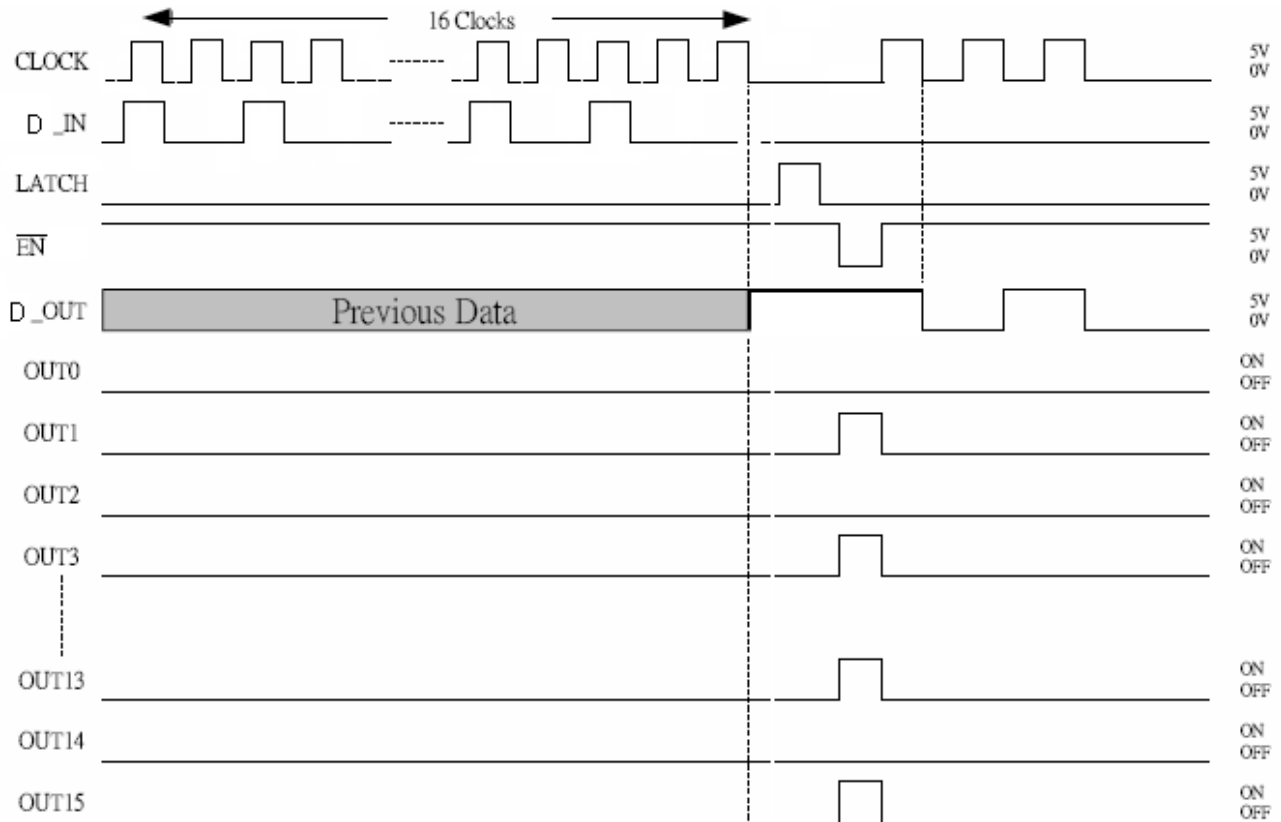 16 Clocks
CLOCK
5V
0V
D _IN
5V
0V
LATCH
5V
0V
EN
5V
0V
D _OUT
Previous Data
5V
0V
OUT0
ON
OFF
OUT1
ON
OFF
OUT2
ON
OFF
OUT3
ON
OFF
OUT13
ON
OFF
OUT14
ON
OFF
OUT15
ON
OFF